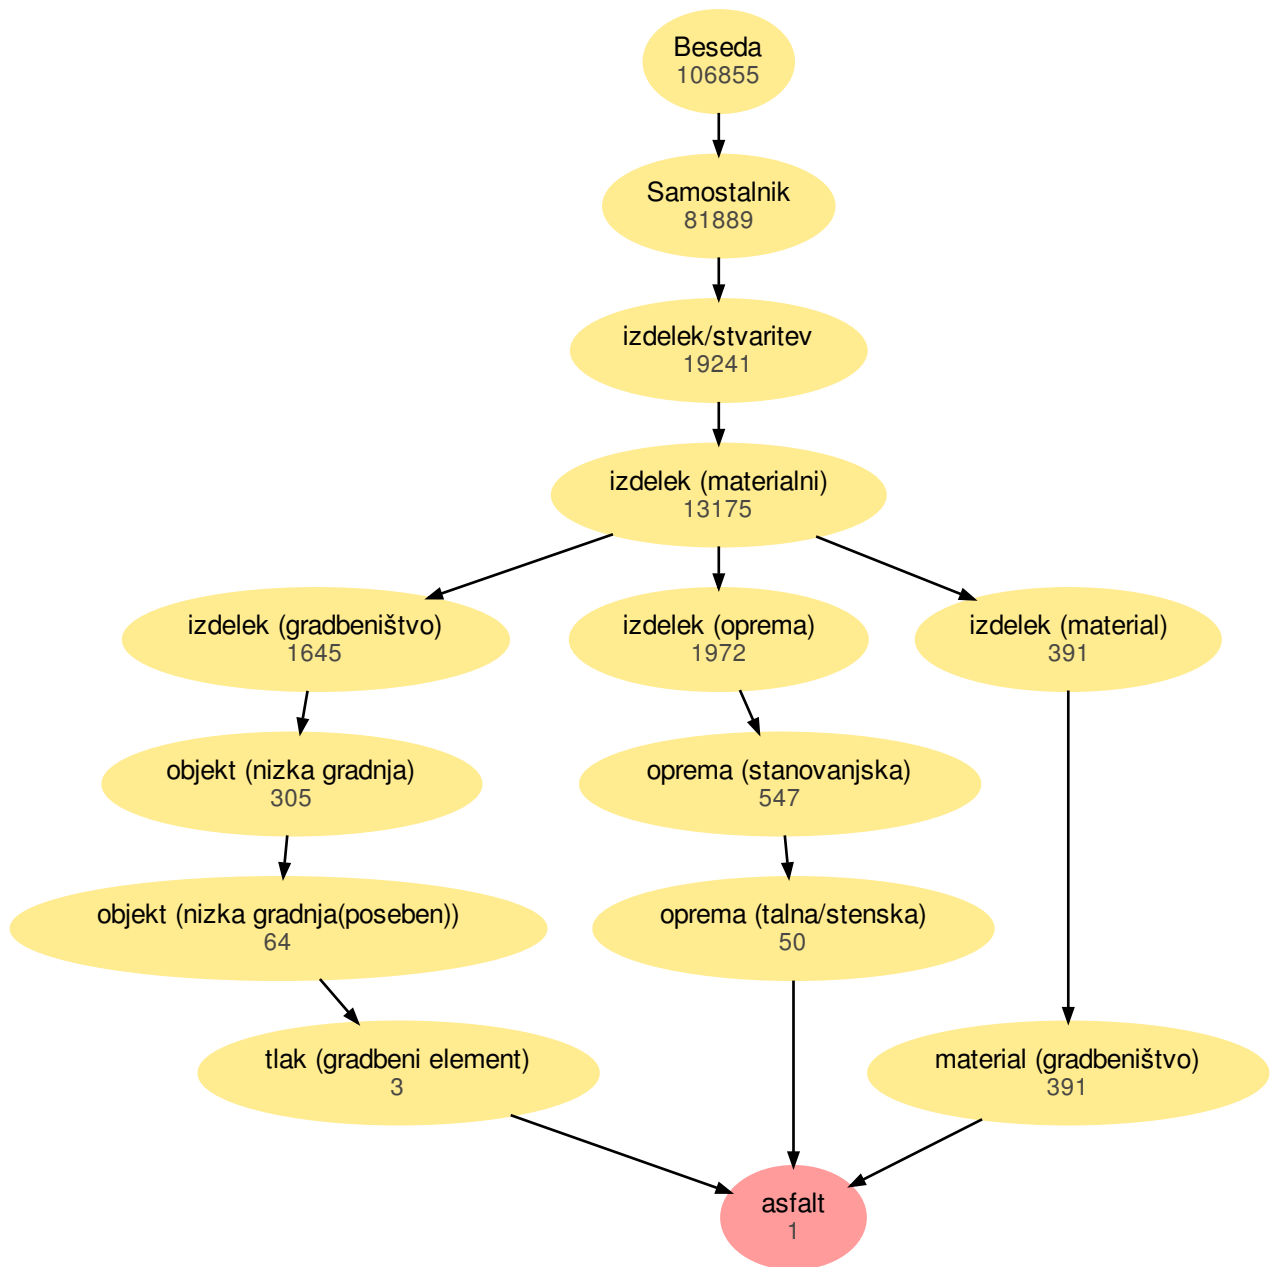 Beseda
106855
Samostalnik
81889
izdelek/stvaritev
19241
izdelek (materialni)
13175
izdelek (gradbeništvo)
1645
izdelek (oprema)
1972
izdelek (material)
391
objekt (nizka gradnja)
305
oprema (stanovanjska)
547
objekt (nizka gradnja(poseben))
64
oprema (talna/stenska)
50
tlak (gradbeni element)
3
material (gradbeništvo)
391
asfalt
1